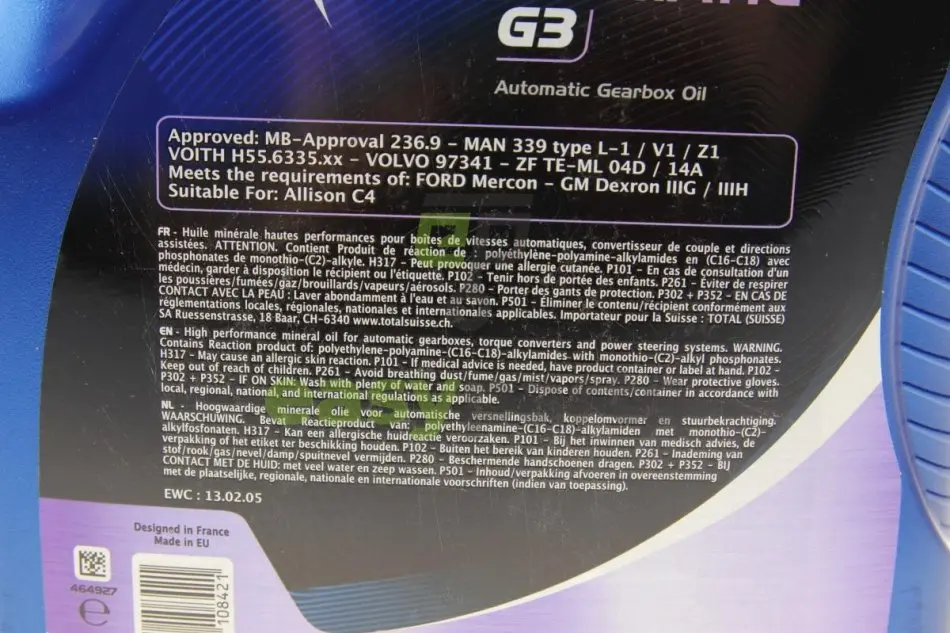 G3
Automatic Gearbox Oil
Approved: MB-Approval 236.9 - MAN 339 type L-1 / V1 / Z1
VOITH H55.6335.xx - VOLVO 97341 - ZF TE-ML 04D / 14A
Meets the requirements of: FORD Mercon - GM Dexron IIIG / IIIH
Suitable For: Allison C4
FR - Huile minérale hautes performances pour boîtes de vitesses automatiques, convertisseur de couple et directions
assistées. ATTENTION. Contient Produit de réaction de : polyéthylène-polyamine-alkylamides en (C16-C18) avec
phosphonates de monothio-(C2)-alkyle. H317 - Peut provoquer une allergie cutanée. P101 - En cas de consultation d'un
médecin, garder à disposition le récipient ou l'étiquette. P102 - Tenir hors de portée des enfants. P261 - Éviter de respirer
les poussières/fumées/gaz/brouillards/vapeurs/aérosols. P280 - Porter des gants de protection. P302 + P352 - EN CAS DE
CONTACT AVEC LA PEAU : Laver abondamment à l'eau et au savon. P501 - Éliminer le contenu/récipient conformément aux
réglementations locales, régionales, nationales et internationales applicables. Importateur pour la Suisse : TOTAL (SUISSE)
SA Ruessenstrasse, 18 Baar, CH-6340 www.totalsuisse.ch.
EN - High performance mineral oil for automatic gearboxes, torque converters and power steering systems. WARNING.
Contains Reaction product of: polyethylene-polyamine-(C16-C18)-alkylamides with monothio-(C2)-alkyl phosphonates.
H317 - May cause an allergic skin reaction. P101 - If medical advice is needed, have product container or label at hand. P102 -
Keep out of reach of children. P261 - Avoid breathing dust/fume/gas/mist/vapors/spray. P280 - Wear protective gloves.
P302 + P352 - IF ON SKIN: Wash with plenty of water and soap. P501 - Dispose of contents/container in accordance with
local, regional, national, and international regulations as applicable.
NL - Hoogwaardige minerale olie voor automatische versnellingsbak, koppelomvormer en stuurbekrachtiging.
WAARSCHUWING. Bevat Reactieproduct van: polyethyleenamine-(C16-C18)-alkylamiden met monothio-(C2)-
alkylfosfonaten. H317 - Kan een allergische huidreactie veroorzaken. P101 - Bij het inwinnen van medisch advies, de
verpakking of het etiket ter beschikking houden. P102 - Buiten het bereik van kinderen houden. P261 - Inademing van
stof/rook/gas/nevel/damp/spuitnevel vermijden. P280 - Beschermende handschoenen dragen. P302 + P352 - BIJ
CONTACT MET DE HUID: met veel water en zeep wassen. P501 - Inhoud/verpakking afvoeren in overeenstemming
met de plaatselijke, regionale, nationale en internationale voorschriften (indien van toepassing).
EWC : 13.02.05
Designed in France
Made in EU
464927
e
108421